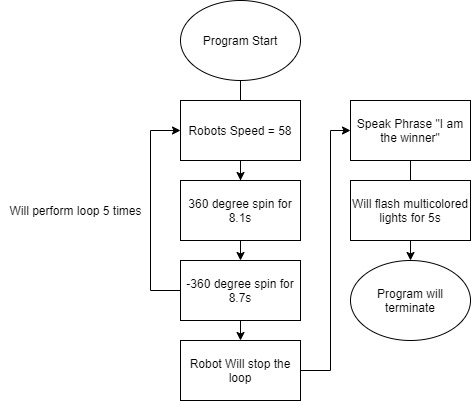 Program Start
Robots Speed = 58
Will perform loop 5 times
360 degree spin for
8.1s
-360 degree spin for
8.7s
Robot Will stop the
loop
Speak Phrase "I am
the winner"
Will flash multicolored
lights for 5s
Program will
terminate